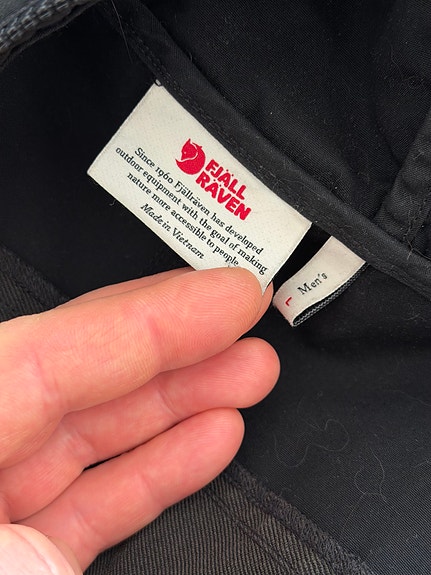 FJÄLL
RÄVEN
Since 1960 Fjällräven has developed
outdoor equipment with the goal of making
nature more accessible to people.
Made in Vietnam
L Men's